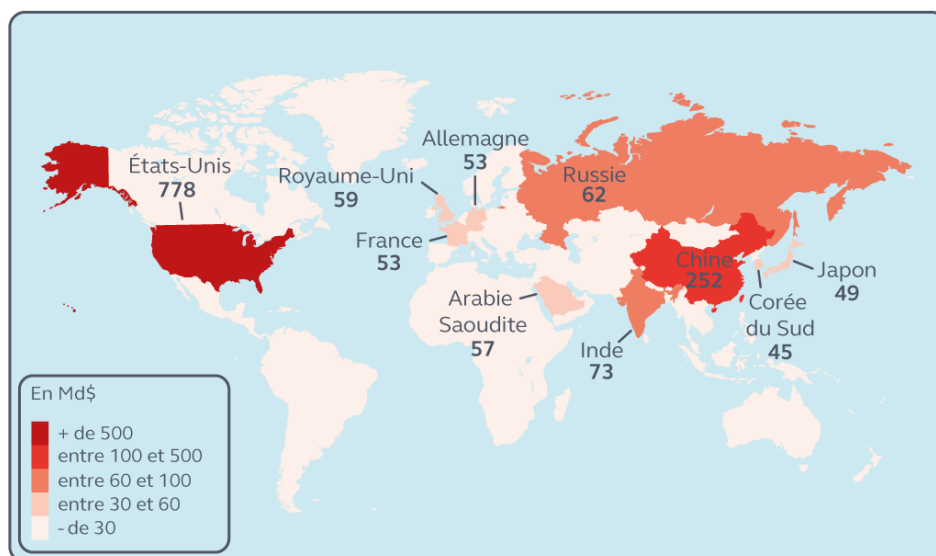 États-Unis
778
Royaume-Uni
59
Allemagne
53
France
53
Russie
62
Chine
252
Arabie
Saoudite
57
Inde
73
Japon
49
Corée
du Sud
45
En Md$
+ de 500
entre 100 et 500
entre 60 et 100
entre 30 et 60
- de 30